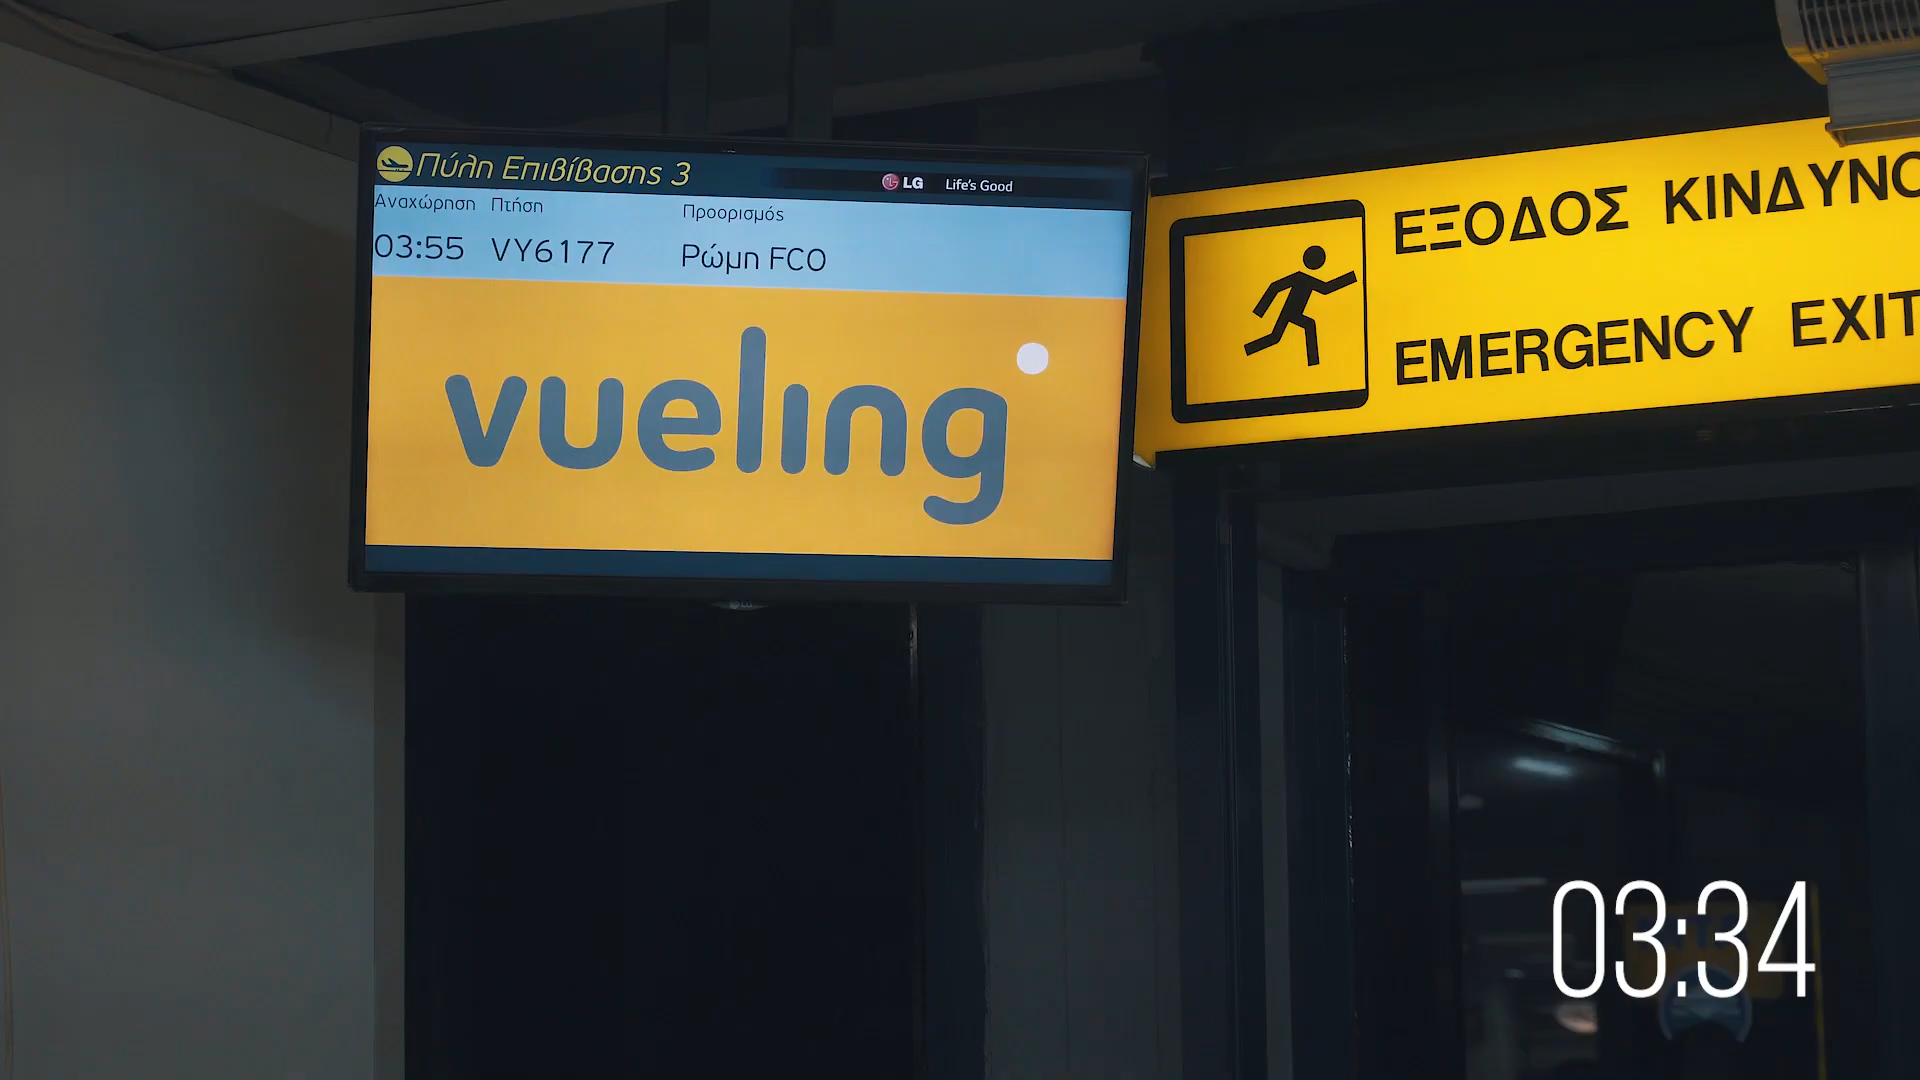 Πύλη Επιβίβασης 3
LG Life's Good
Αναχώρηση Πτήση Προορισμός
03:55 VY6177 Ρώμη FCO
vueling
ΕΞΟΔΟΣ ΚΙΝΔΥΝΟ
EMERGENCY EXIT
03:34